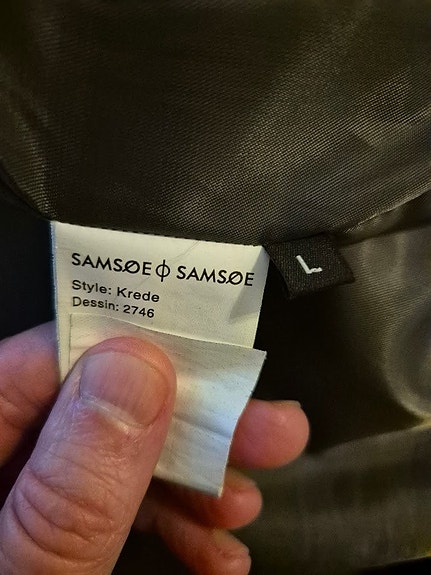 SAMSØE ɸ SAMSØE
Style: Krede
Dessin: 2746
L